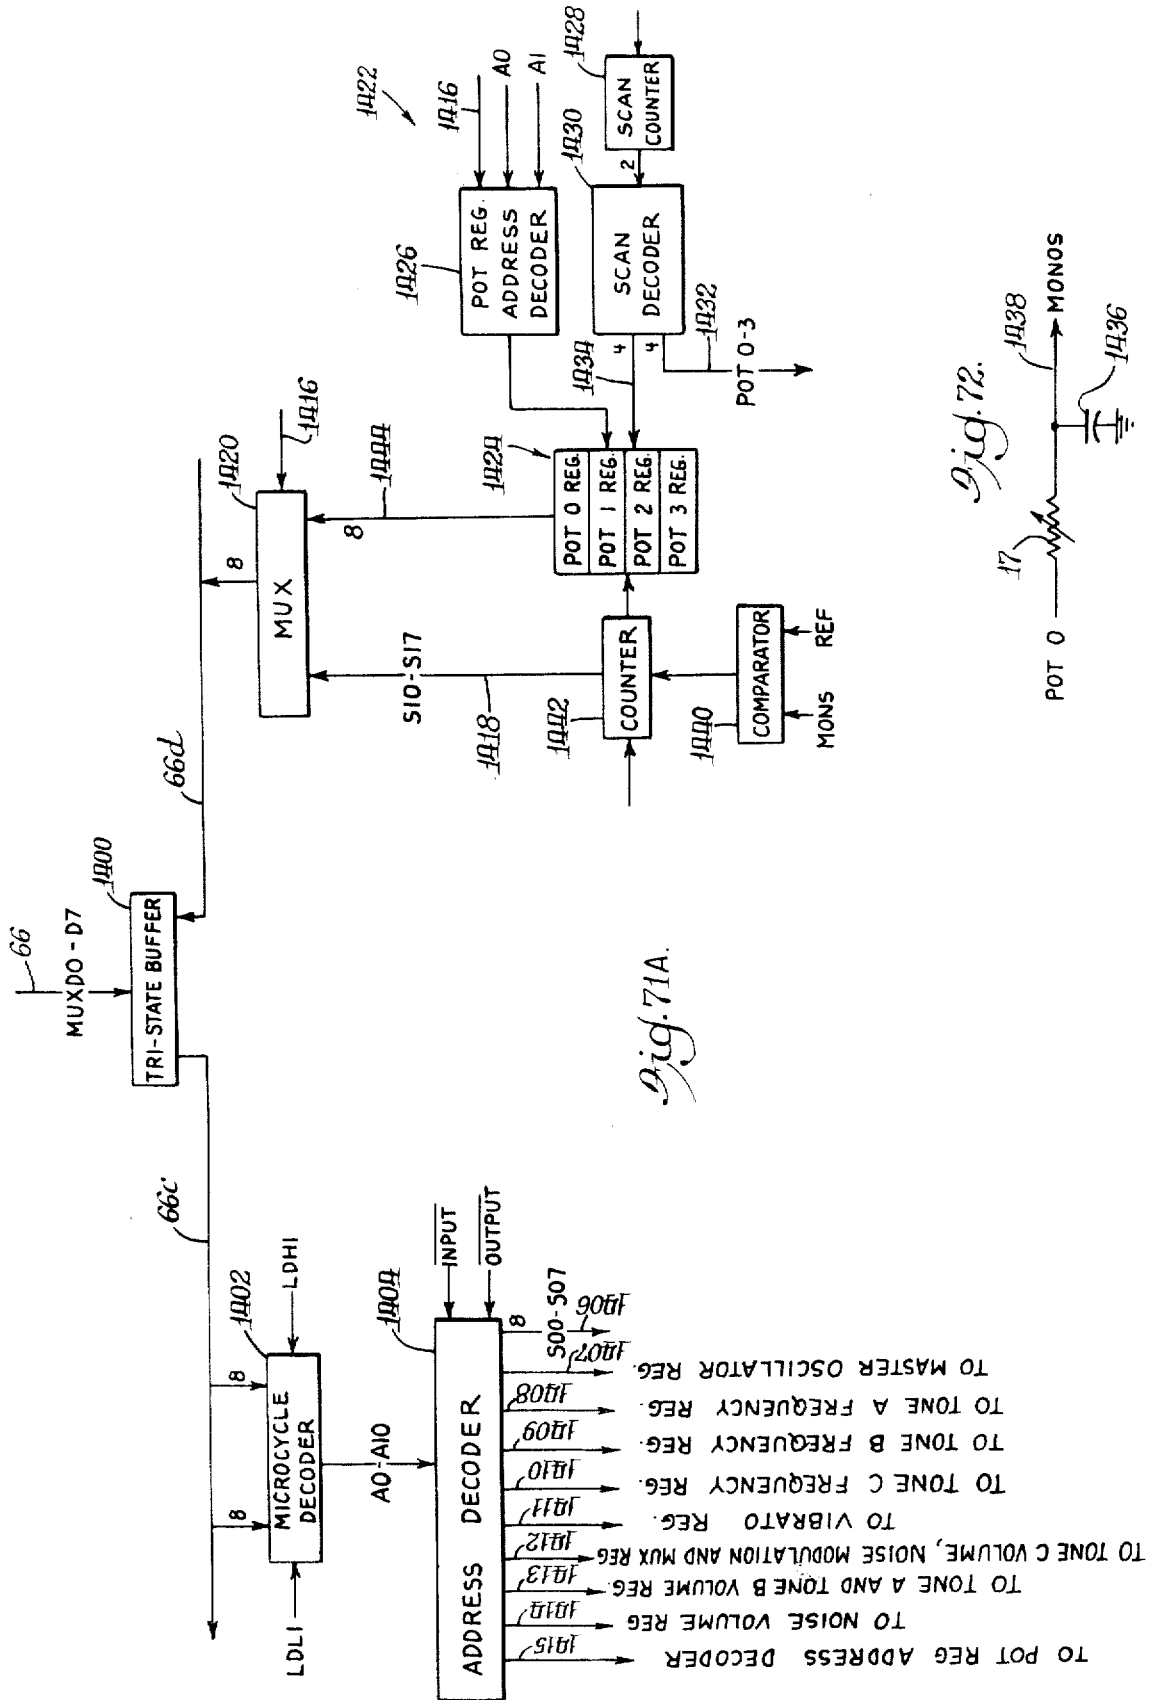 66
MUXD0 - D7
1400
TRI-STATE BUFFER
66c
66d
1402
8
8
MICROCYCLE
DECODER
LDLI
LDHI
A0-A10
1404
ADDRESS DECODER
INPUT
OUTPUT
8
S00-S07
1406
1407
TO MASTER OSCILLATOR REG.
1408
TO TONE A FREQUENCY REG.
1409
TO TONE B FREQUENCY REG.
1410
TO TONE C FREQUENCY REG.
1411
TO VIBRATO REG.
1412
TO TONE C VOLUME, NOISE MODULATION AND MUX REG
1413
TO TONE A AND TONE B VOLUME REG
1414
TO NOISE VOLUME REG
1415
TO POT REG ADDRESS DECODER
8
1420
MUX
1416
S10-S17
1418
8
1444
1442
COUNTER
1440
COMPARATOR
MONS
REF
1424
POT 0 REG.
POT 1 REG.
POT 2 REG.
POT 3 REG.
1422
1426
POT REG.
ADDRESS
DECODER
1416
A0
A1
1434
4
4
SCAN
DECODER
1430
2
SCAN
COUNTER
1428
1432
POT 0-3
Fig. 71A.
Fig. 72.
POT 0
17
1438
MONOS
1436